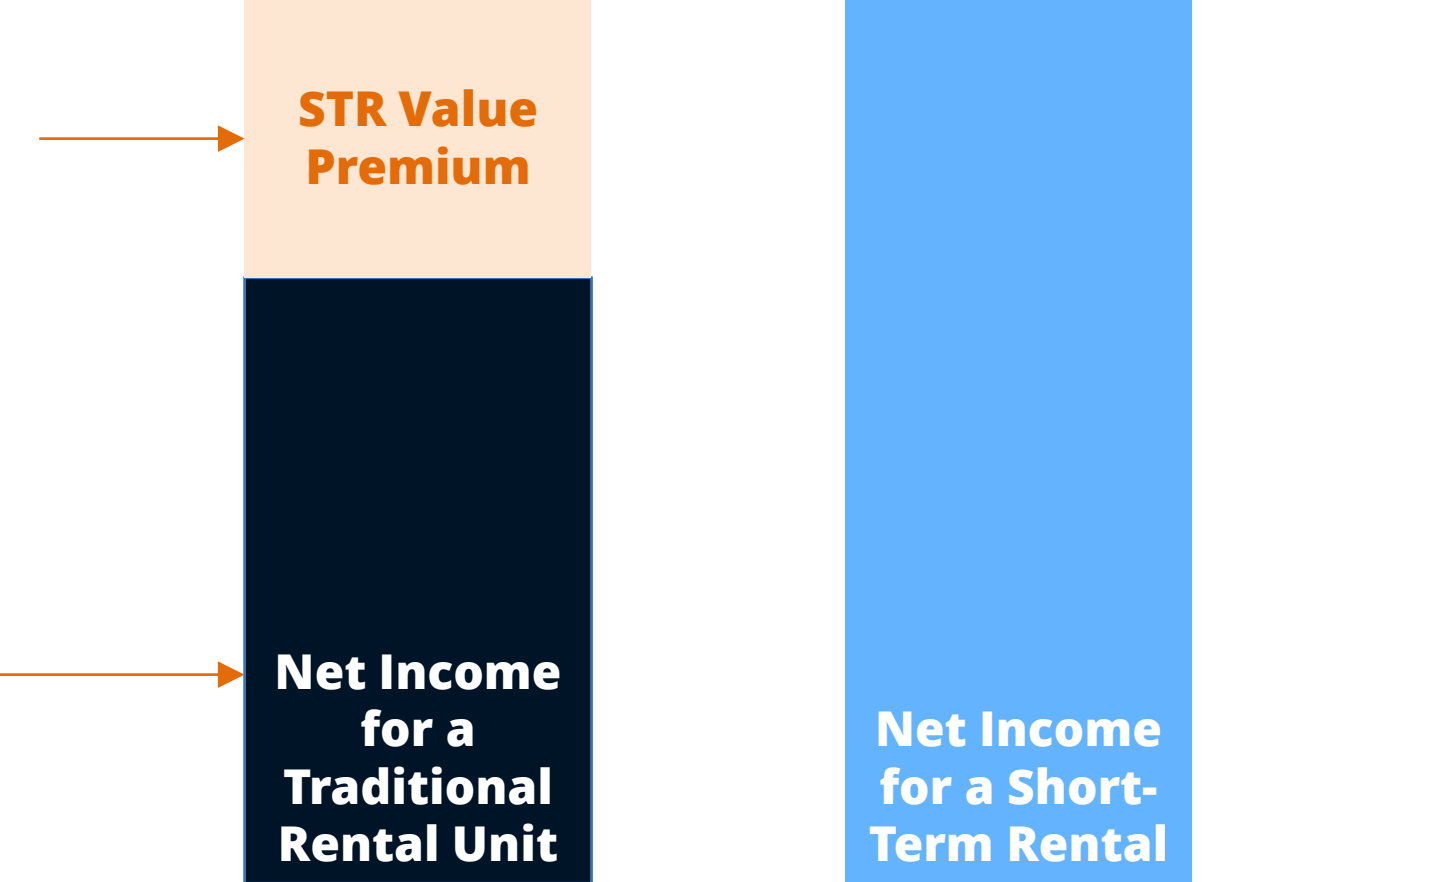 STR Value
Premium
Net Income
for a
Traditional
Rental Unit
Net Income
for a Short-
Term Rental